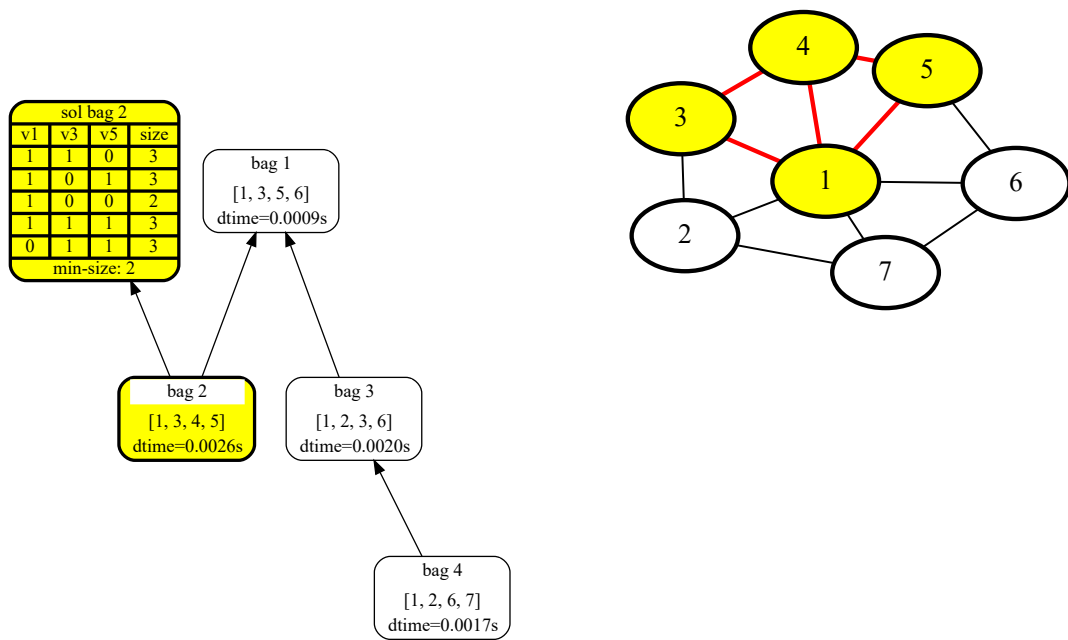 sol bag 2
v1 v3 v5 size
1 1 0 3
1 0 1 3
1 0 0 2
1 1 1 3
0 1 1 3
min-size: 2
bag 1
[1, 3, 5, 6]
dtime=0.0009s
bag 2
[1, 3, 4, 5]
dtime=0.0026s
bag 3
[1, 2, 3, 6]
dtime=0.0020s
bag 4
[1, 2, 6, 7]
dtime=0.0017s
4
5
3
1
6
2
7